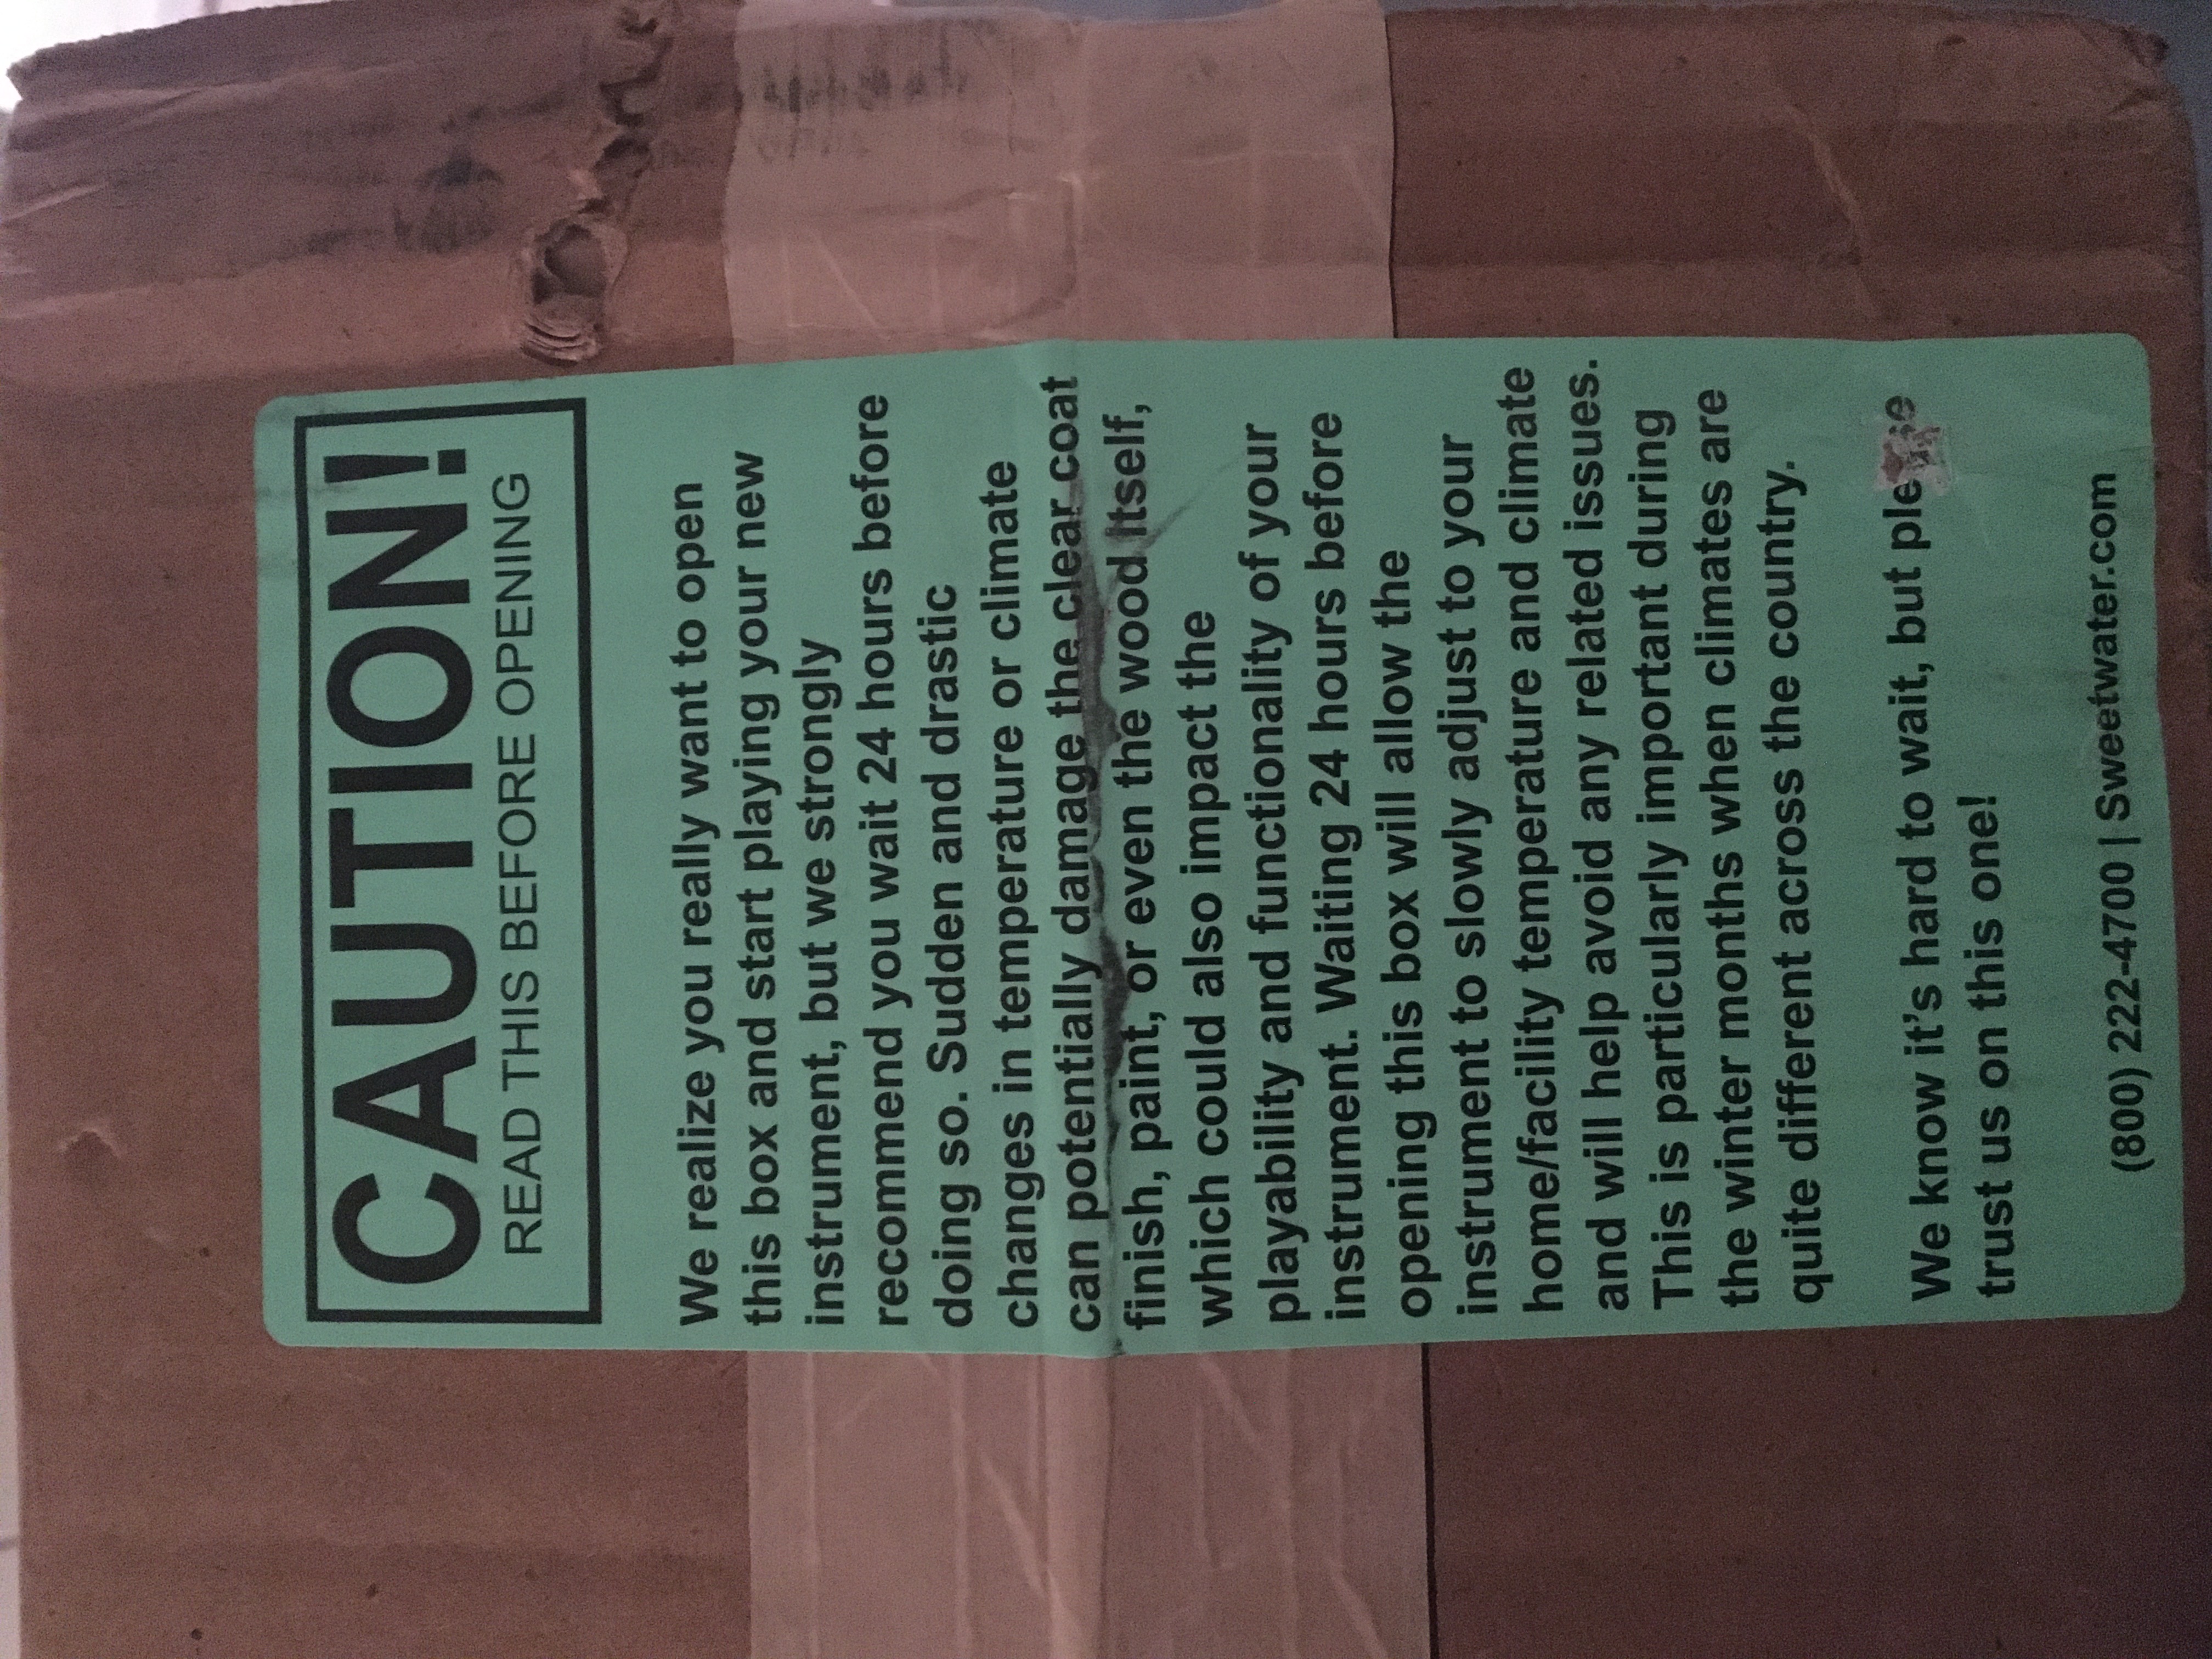 CAUTION!
READ THIS BEFORE OPENING
We realize you really want to open
this box and start playing your new
instrument, but we strongly
recommend you wait 24 hours before
doing so. Sudden and drastic
changes in temperature or climate
can potentially damage the clear coat
finish, paint, or even the wood itself,
which could also impact the
playability and functionality of your
instrument. Waiting 24 hours before
opening this box will allow the
instrument to slowly adjust to your
home/facility temperature and climate
and will help avoid any related issues.
This is particularly important during
the winter months when climates are
quite different across the country.
We know it's hard to wait, but please
trust us on this one!
(800) 222-4700 | Sweetwater.com